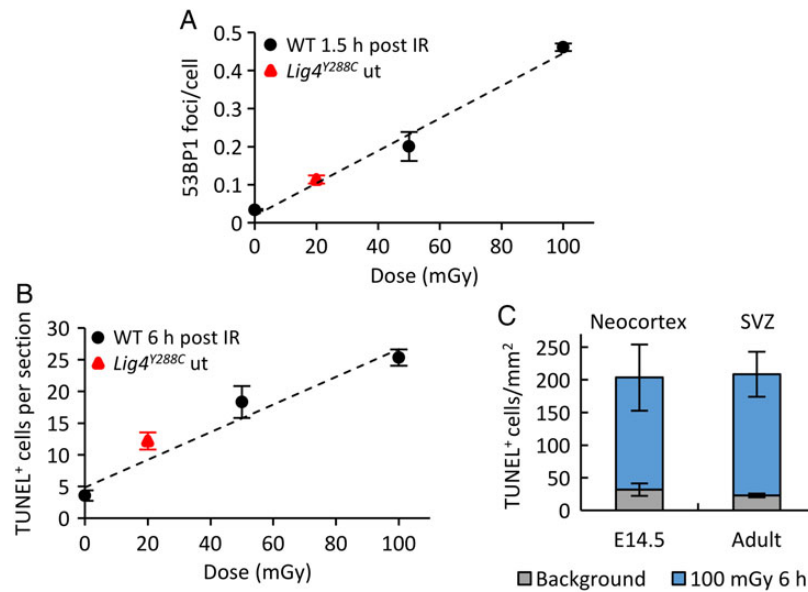 A
53BP1 foci/cell
0.5
0.4
0.3
0.2
0.1
0
WT 1.5 h post IR
Lig4Y288C ut
0 20 40 60 80 100
Dose (mGy)
B
TUNEL+ cells per section
30
25
20
15
10
5
0
WT 6 h post IR
Lig4Y288C ut
0 20 40 60 80 100
Dose (mGy)
C
Neocortex SVZ
TUNEL+ cells/mm2
250
200
150
100
50
0
E14.5 Adult
Background 100 mGy 6 h